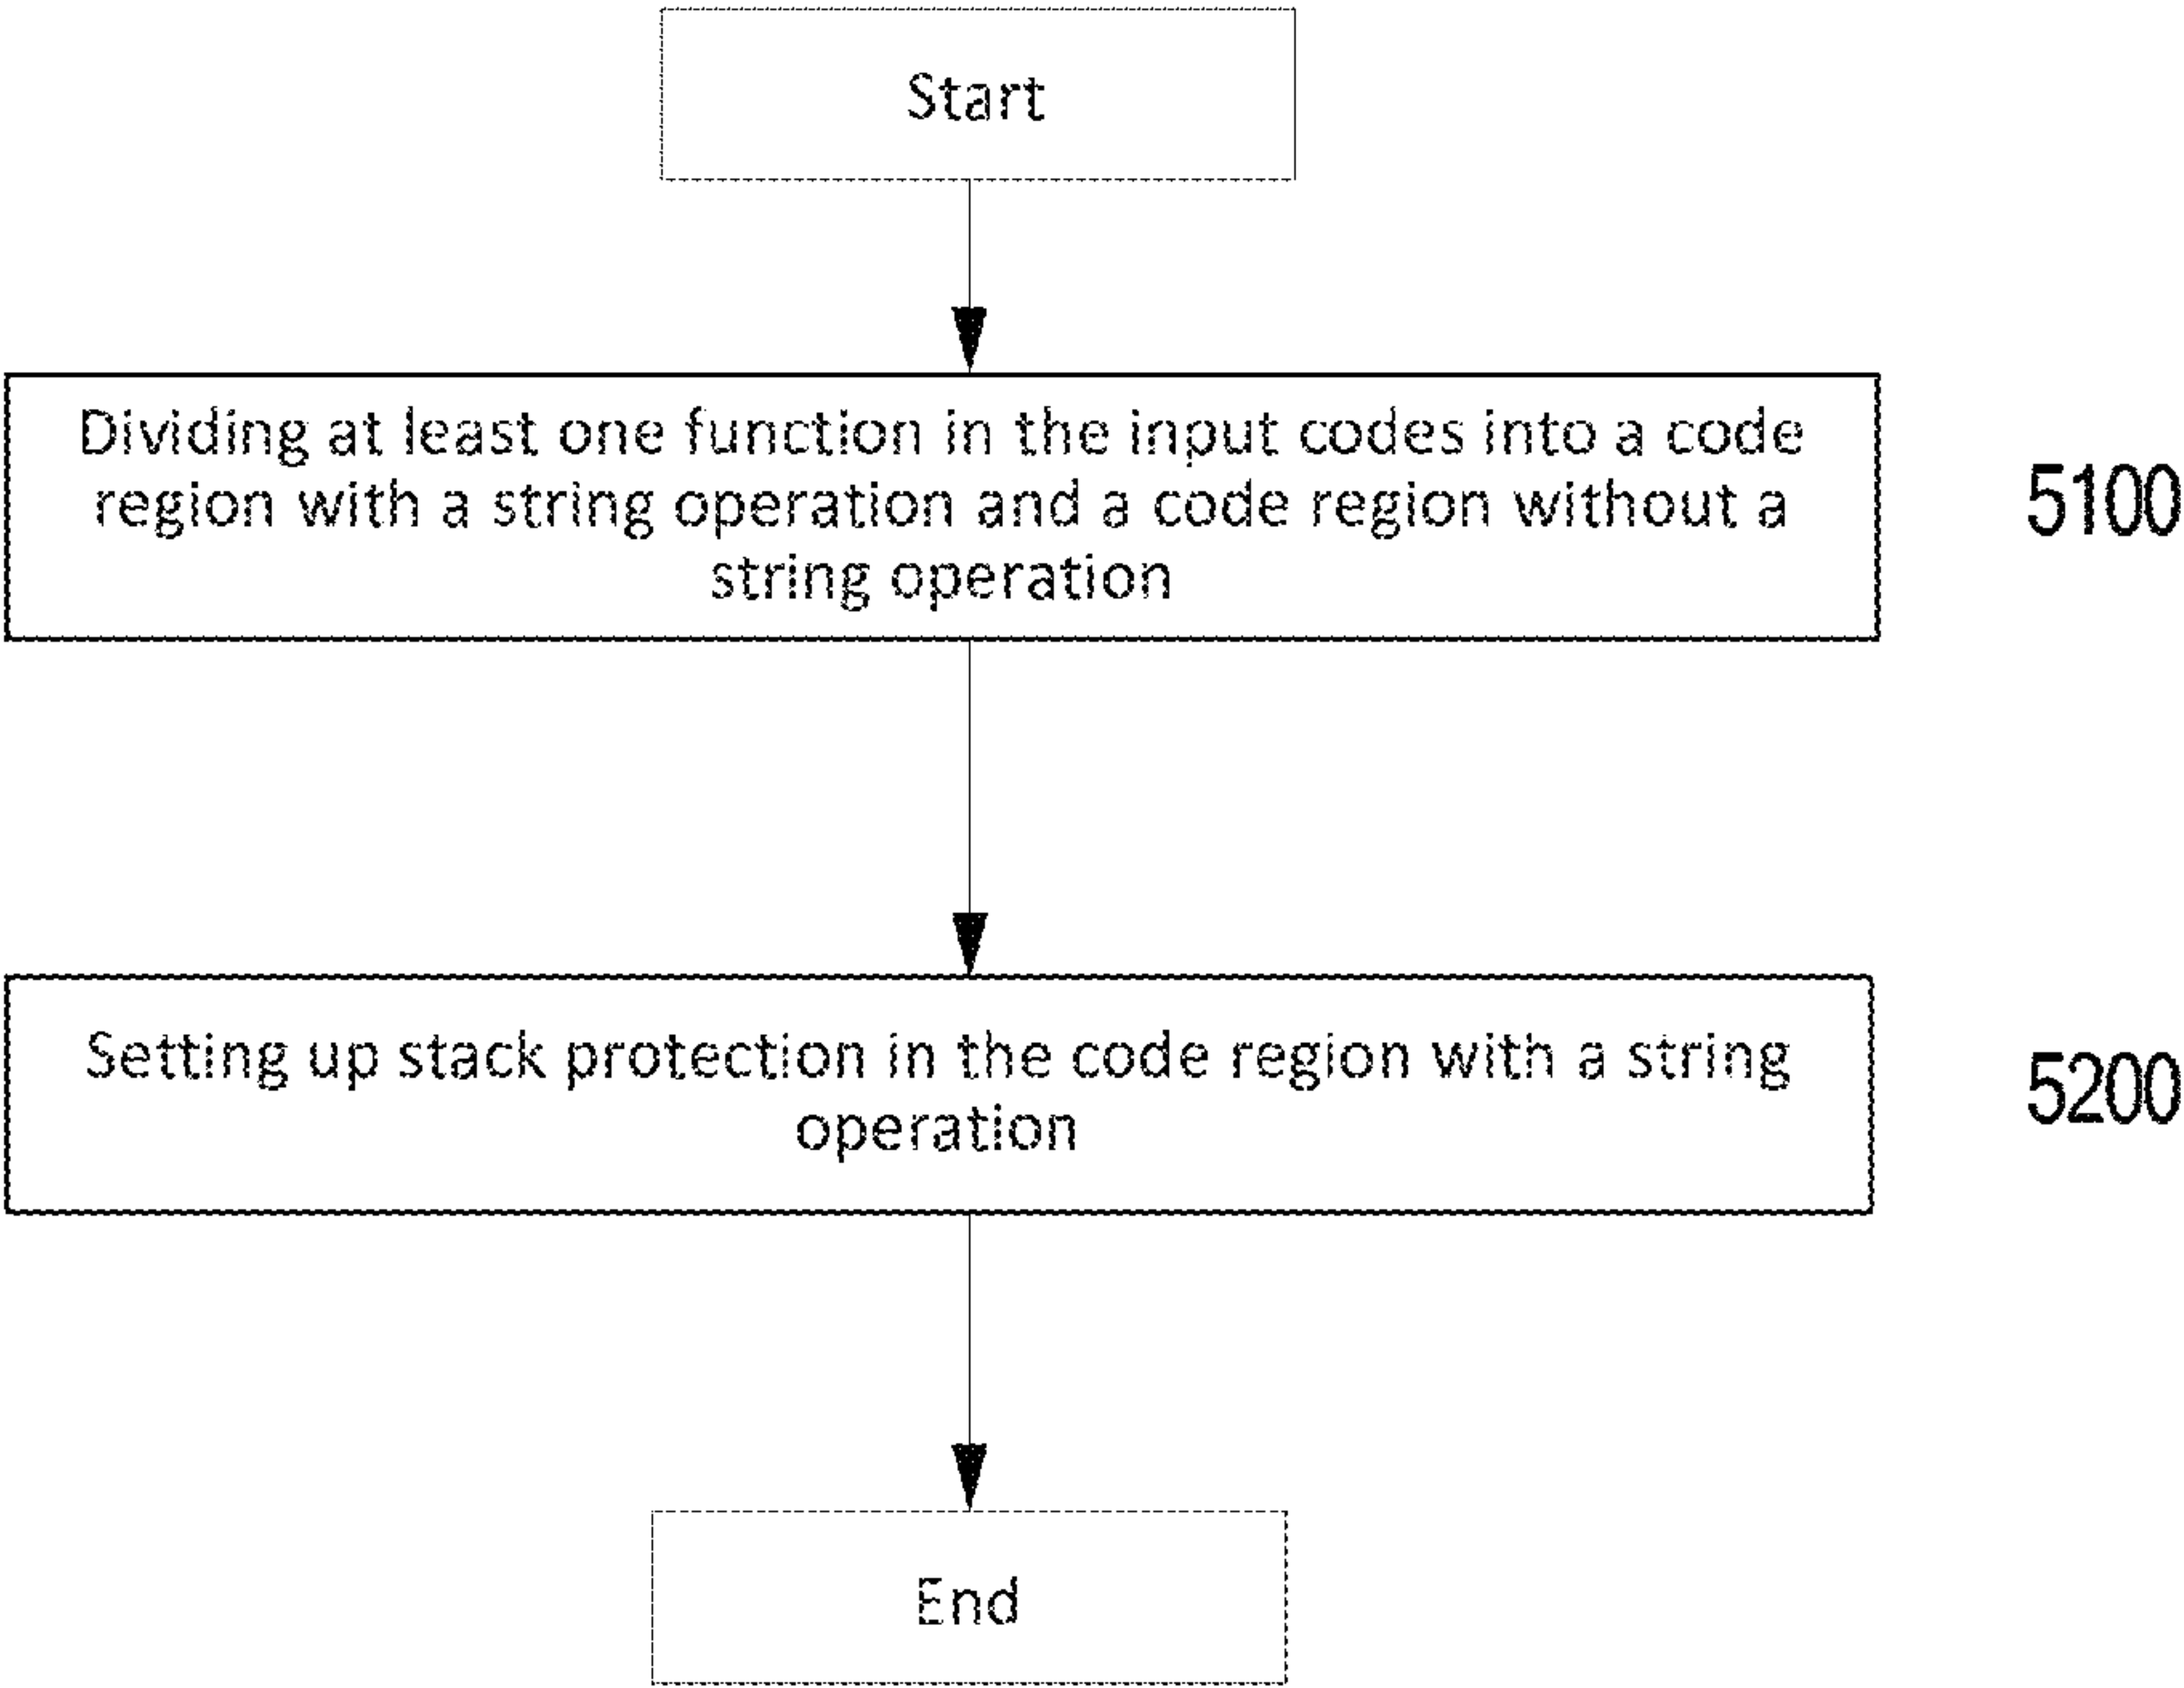 Start
Dividing at least one function in the input codes into a code
region with a string operation and a code region without a
string operation
5100
Setting up stack protection in the code region with a string
operation
5200
End